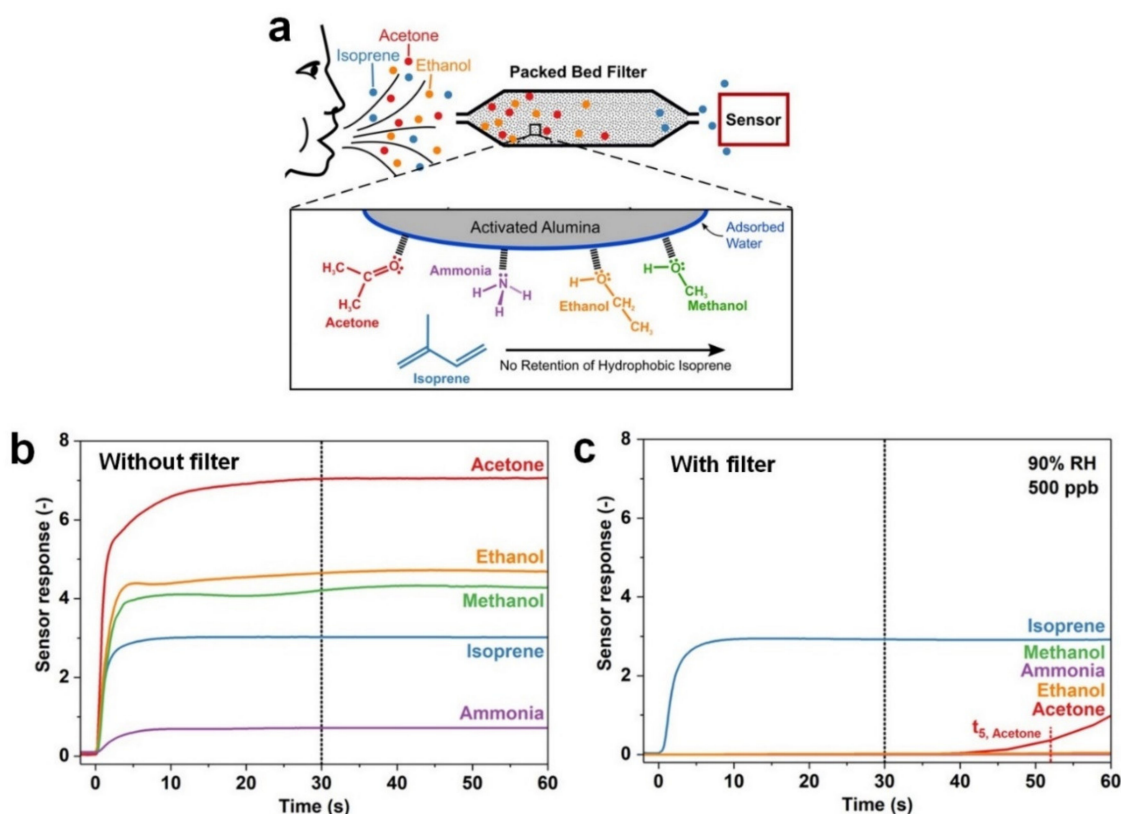 a
Acetone
Isoprene
Ethanol
Packed Bed Filter
Sensor
Activated Alumina
Adsorbed
Water
H₃C
C
O
H₃C
Acetone
Ammonia
N
H
H
H
H
O
CH₂
CH₃
Ethanol
H
O
CH₃
Methanol
Isoprene
No Retention of Hydrophobic Isoprene
b
Without filter
Acetone
Ethanol
Methanol
Isoprene
Ammonia
Sensor response (-)
8
6
4
2
0
0 10 20 30 40 50 60
Time (s)
c
With filter
90% RH
500 ppb
Isoprene
Methanol
Ammonia
Ethanol
Acetone
t₅, Acetone
Sensor response (-)
8
6
4
2
0
0 10 20 30 40 50 60
Time (s)